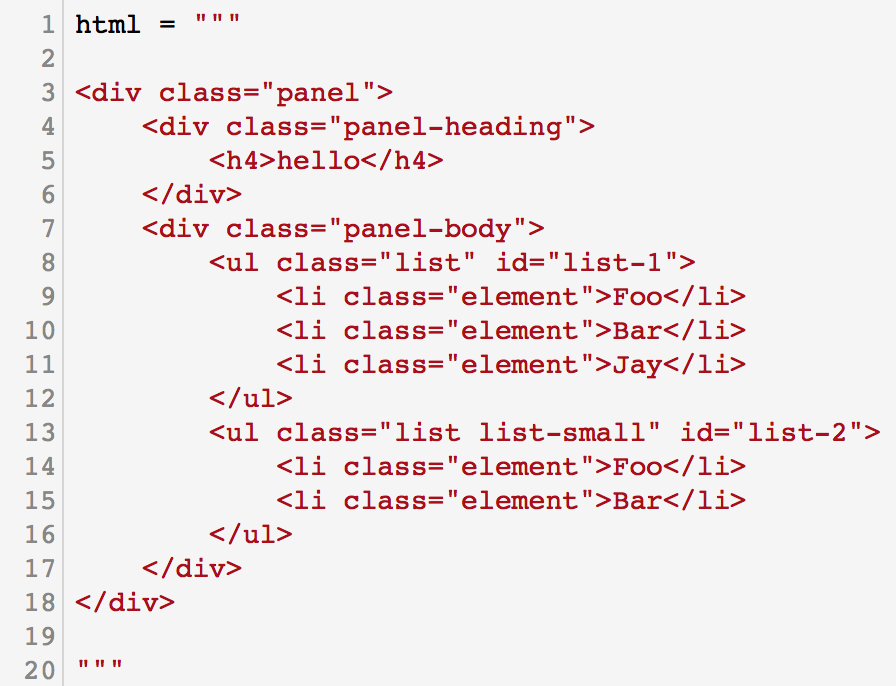 1 html = """
2
3 <div class="panel">
4     <div class="panel-heading">
5         <h4>hello</h4>
6     </div>
7     <div class="panel-body">
8         <ul class="list" id="list-1">
9             <li class="element">Foo</li>
10             <li class="element">Bar</li>
11             <li class="element">Jay</li>
12         </ul>
13         <ul class="list list-small" id="list-2">
14             <li class="element">Foo</li>
15             <li class="element">Bar</li>
16         </ul>
17     </div>
18 </div>
19
20 """